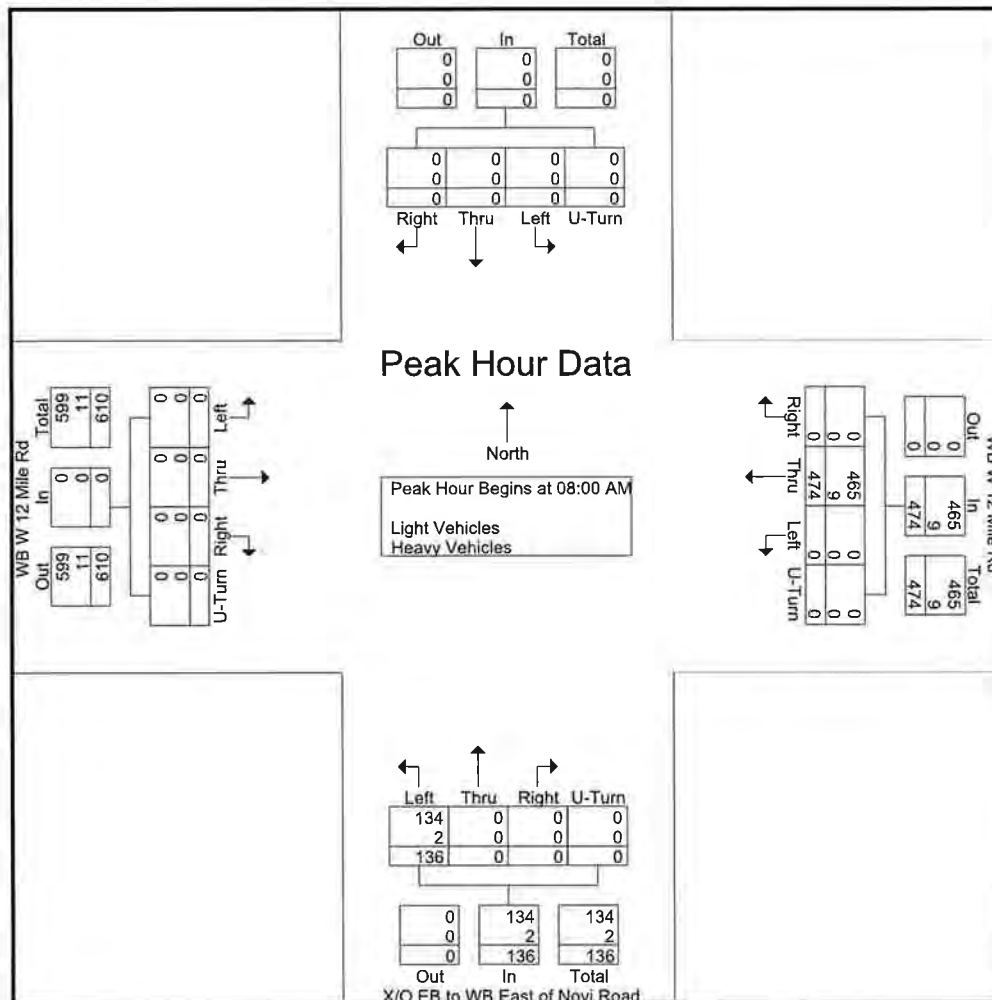 Out In Total
0 0 0
0 0 0
0 0 0
0 0 0 0
0 0 0 0
0 0 0 0
Right Thru Left U-Turn
Peak Hour Data
North
Peak Hour Begins at 08:00 AM
Light Vehicles
Heavy Vehicles
WB W 12 Mile Rd
Out In Total
599 0 599
11 0 11
610 0 610
Left Thru Right U-Turn
0 0 0 0
0 0 0 0
0 0 0 0
Right Thru Left U-Turn
0 465 0 0
0 9 0 0
0 474 0 0
Out In Total
0 465 465
0 9 9
0 474 474
WB W 12 Mile Rd
Left Thru Right U-Turn
134 0 0 0
2 0 0 0
136 0 0 0
0 134 134
0 2 2
0 136 136
Out In Total
X/O EB to WB East of Novi Road